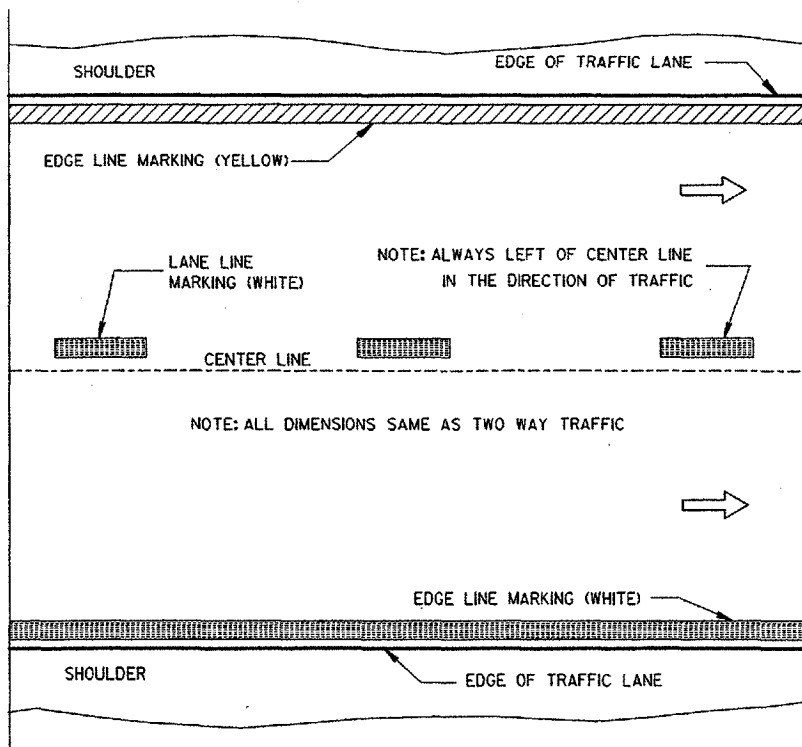 SHOULDER
EDGE OF TRAFFIC LANE
EDGE LINE MARKING (YELLOW)
LANE LINE
MARKING (WHITE)
NOTE: ALWAYS LEFT OF CENTER LINE
IN THE DIRECTION OF TRAFFIC
CENTER LINE
NOTE: ALL DIMENSIONS SAME AS TWO WAY TRAFFIC
EDGE LINE MARKING (WHITE)
SHOULDER
EDGE OF TRAFFIC LANE